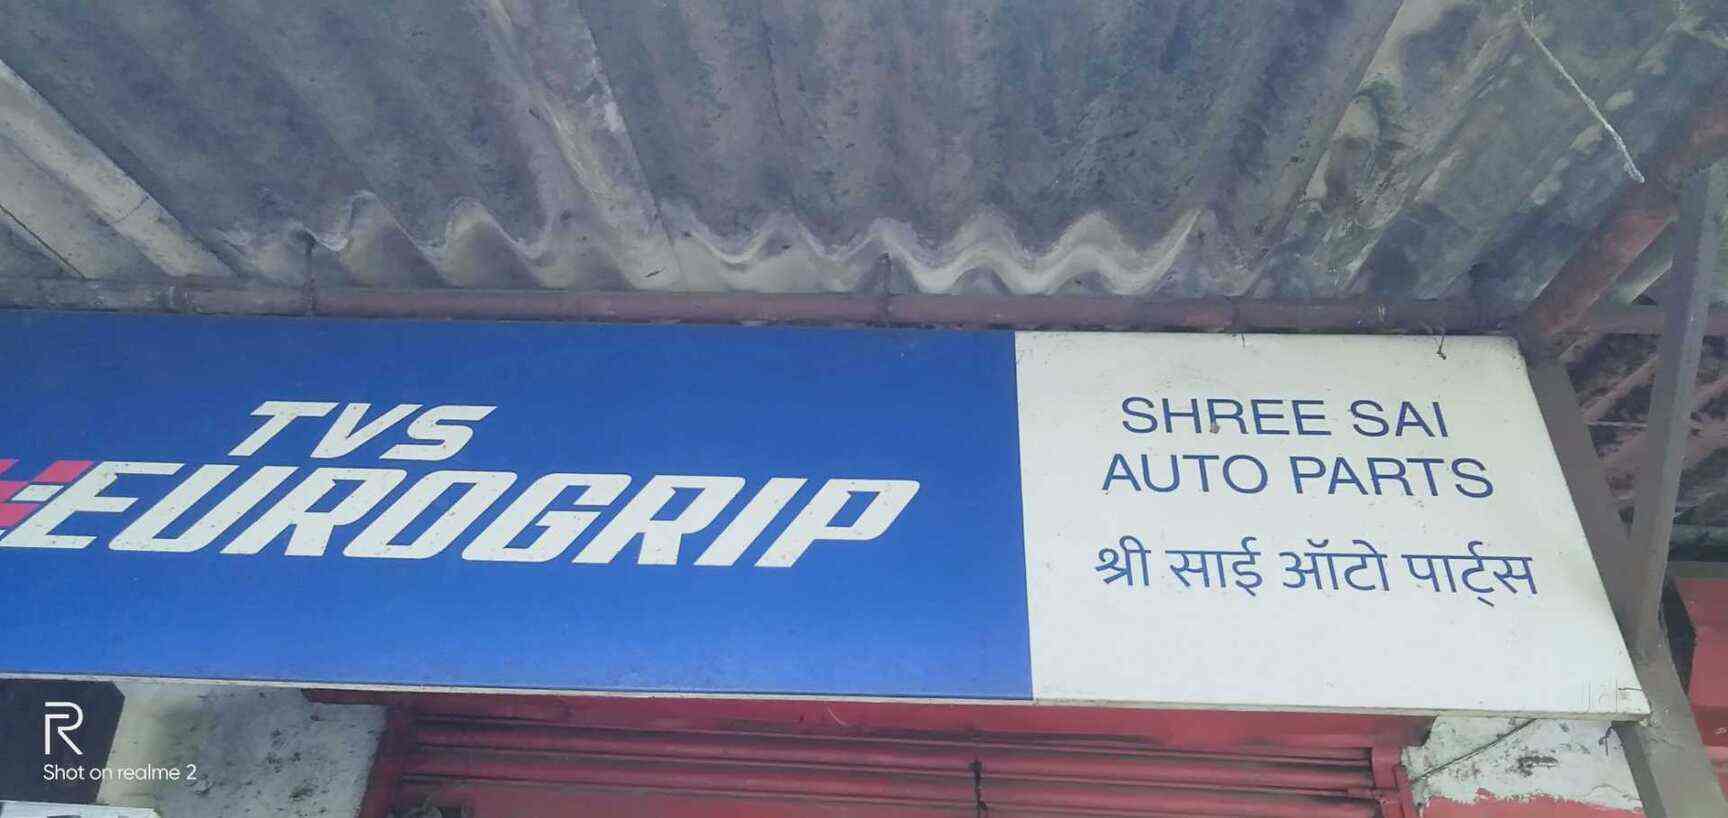 TVS
EUROGRIP
SHREE SAI
AUTO PARTS
श्री साई ऑटो पार्ट्स
R
Shot on realme 2